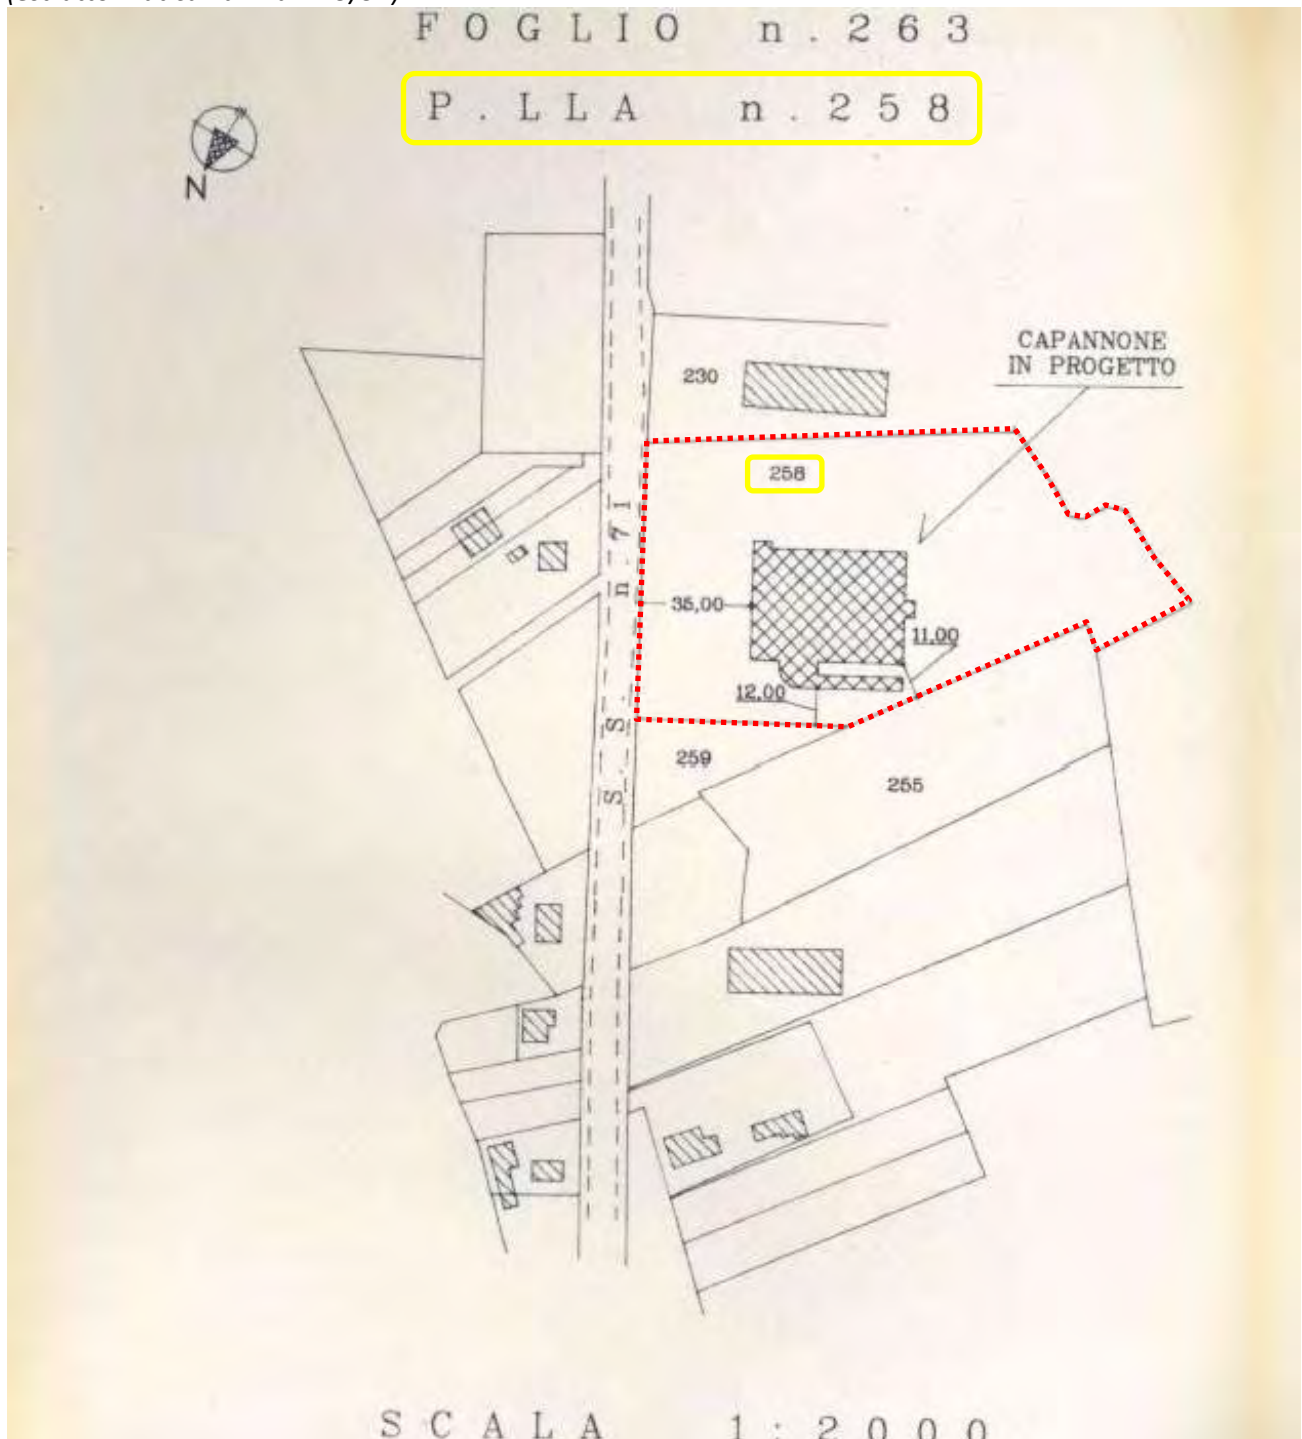 FOGLIO n.263
P.LLA n.258
N
CAPANNONE
IN PROGETTO
230
258
S.S. n.71
35,00
11.00
12.00
259
255
SCALA 1:2000